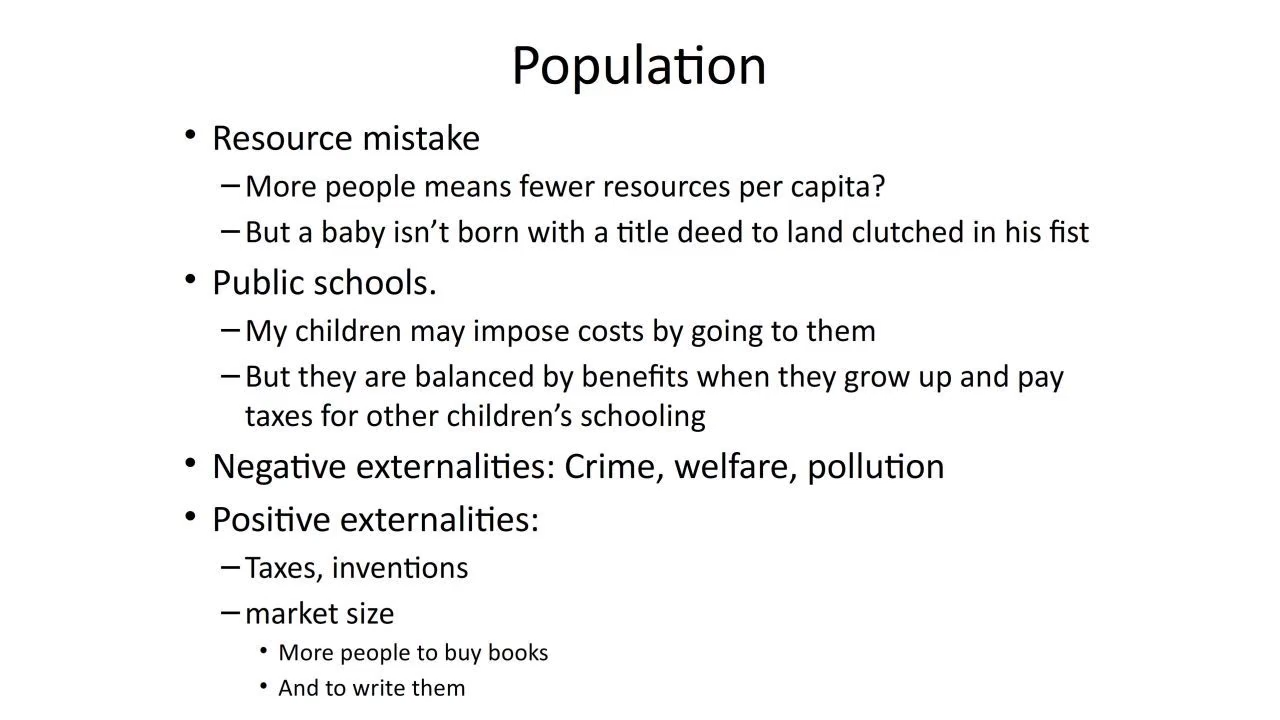 Population
• Resource mistake
– More people means fewer resources per capita?
– But a baby isn’t born with a title deed to land clutched in his fist
• Public schools.
– My children may impose costs by going to them
– But they are balanced by benefits when they grow up and pay
taxes for other children’s schooling
• Negative externalities: Crime, welfare, pollution
• Positive externalities:
– Taxes, inventions
– market size
• More people to buy books
• And to write them